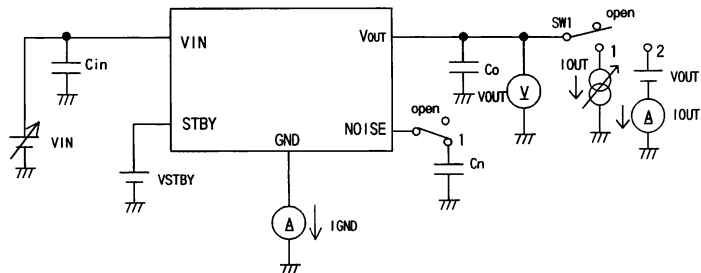 open
SW1
VIN
VOUT
Cin
Co
V
VOUT
1
2
IOUT
VOUT
A
IOUT
open
STBY
NOISE
1
GND
VIN
VSTBY
Cn
A
IGND